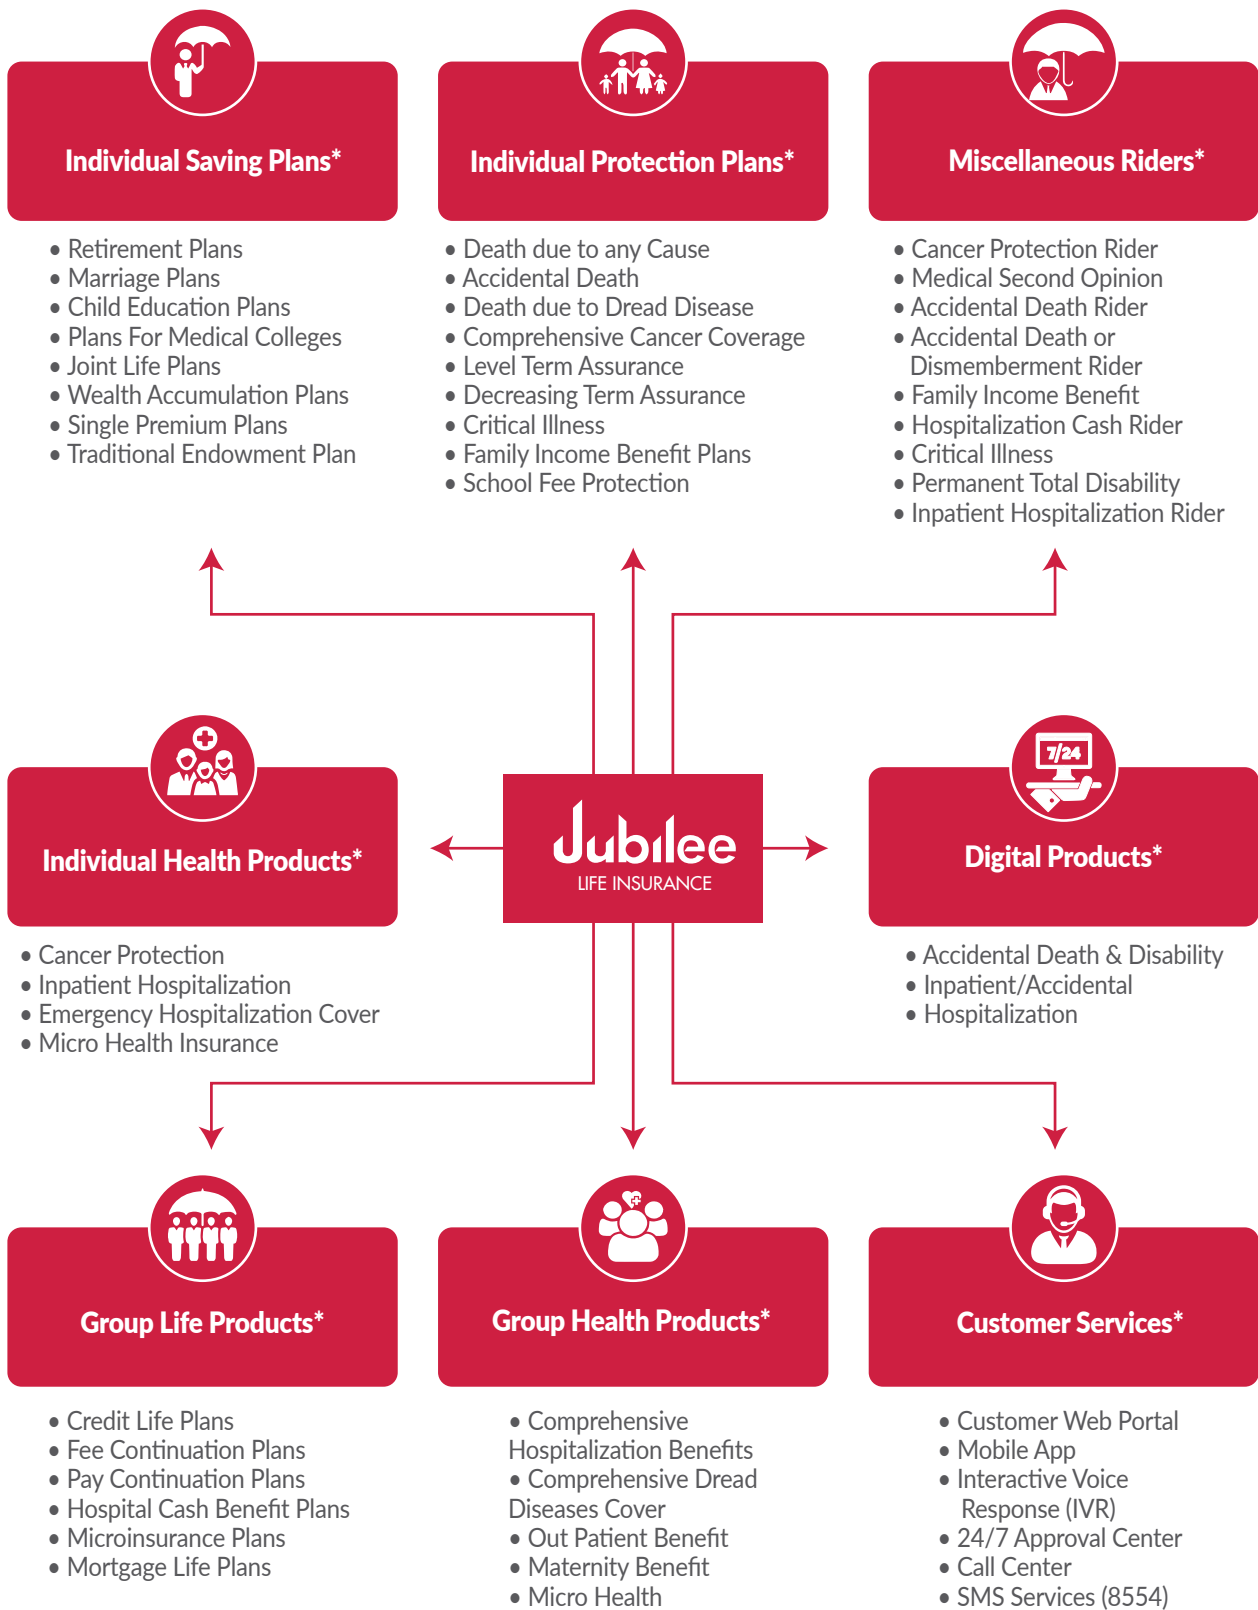 Individual Saving Plans*
• Retirement Plans
• Marriage Plans
• Child Education Plans
• Plans For Medical Colleges
• Joint Life Plans
• Wealth Accumulation Plans
• Single Premium Plans
• Traditional Endowment Plan
Individual Protection Plans*
• Death due to any Cause
• Accidental Death
• Death due to Dread Disease
• Comprehensive Cancer Coverage
• Level Term Assurance
• Decreasing Term Assurance
• Critical Illness
• Family Income Benefit Plans
• School Fee Protection
Miscellaneous Riders*
• Cancer Protection Rider
• Medical Second Opinion
• Accidental Death Rider
• Accidental Death or
Dismemberment Rider
• Family Income Benefit
• Hospitalization Cash Rider
• Critical Illness
• Permanent Total Disability
• Inpatient Hospitalization Rider
Individual Health Products*
• Cancer Protection
• Inpatient Hospitalization
• Emergency Hospitalization Cover
• Micro Health Insurance
Jubilee
LIFE INSURANCE
7/24
Digital Products*
• Accidental Death & Disability
• Inpatient/Accidental
• Hospitalization
Group Life Products*
• Credit Life Plans
• Fee Continuation Plans
• Pay Continuation Plans
• Hospital Cash Benefit Plans
• Microinsurance Plans
• Mortgage Life Plans
Group Health Products*
• Comprehensive
Hospitalization Benefits
• Comprehensive Dread
Diseases Cover
• Out Patient Benefit
• Maternity Benefit
• Micro Health
Customer Services*
• Customer Web Portal
• Mobile App
• Interactive Voice
Response (IVR)
• 24/7 Approval Center
• Call Center
• SMS Services (8554)